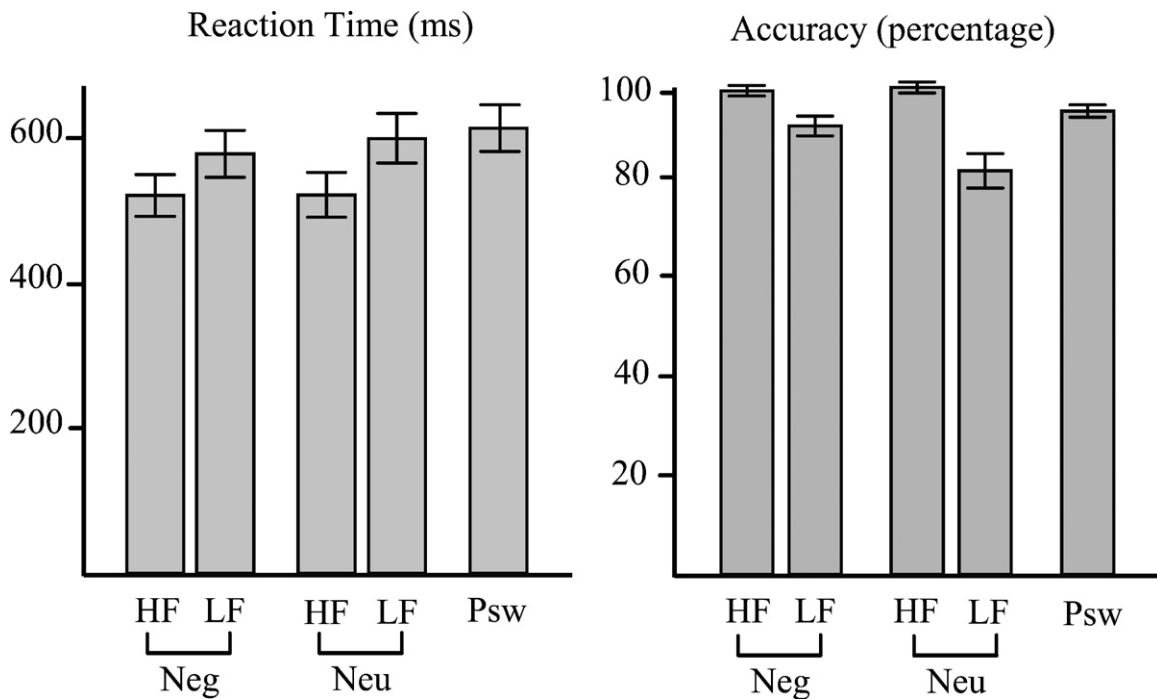 Reaction Time (ms)
600
400
200
HF LF HF LF Psw
Neg Neu
Accuracy (percentage)
100
80
60
40
20
HF LF HF LF Psw
Neg Neu